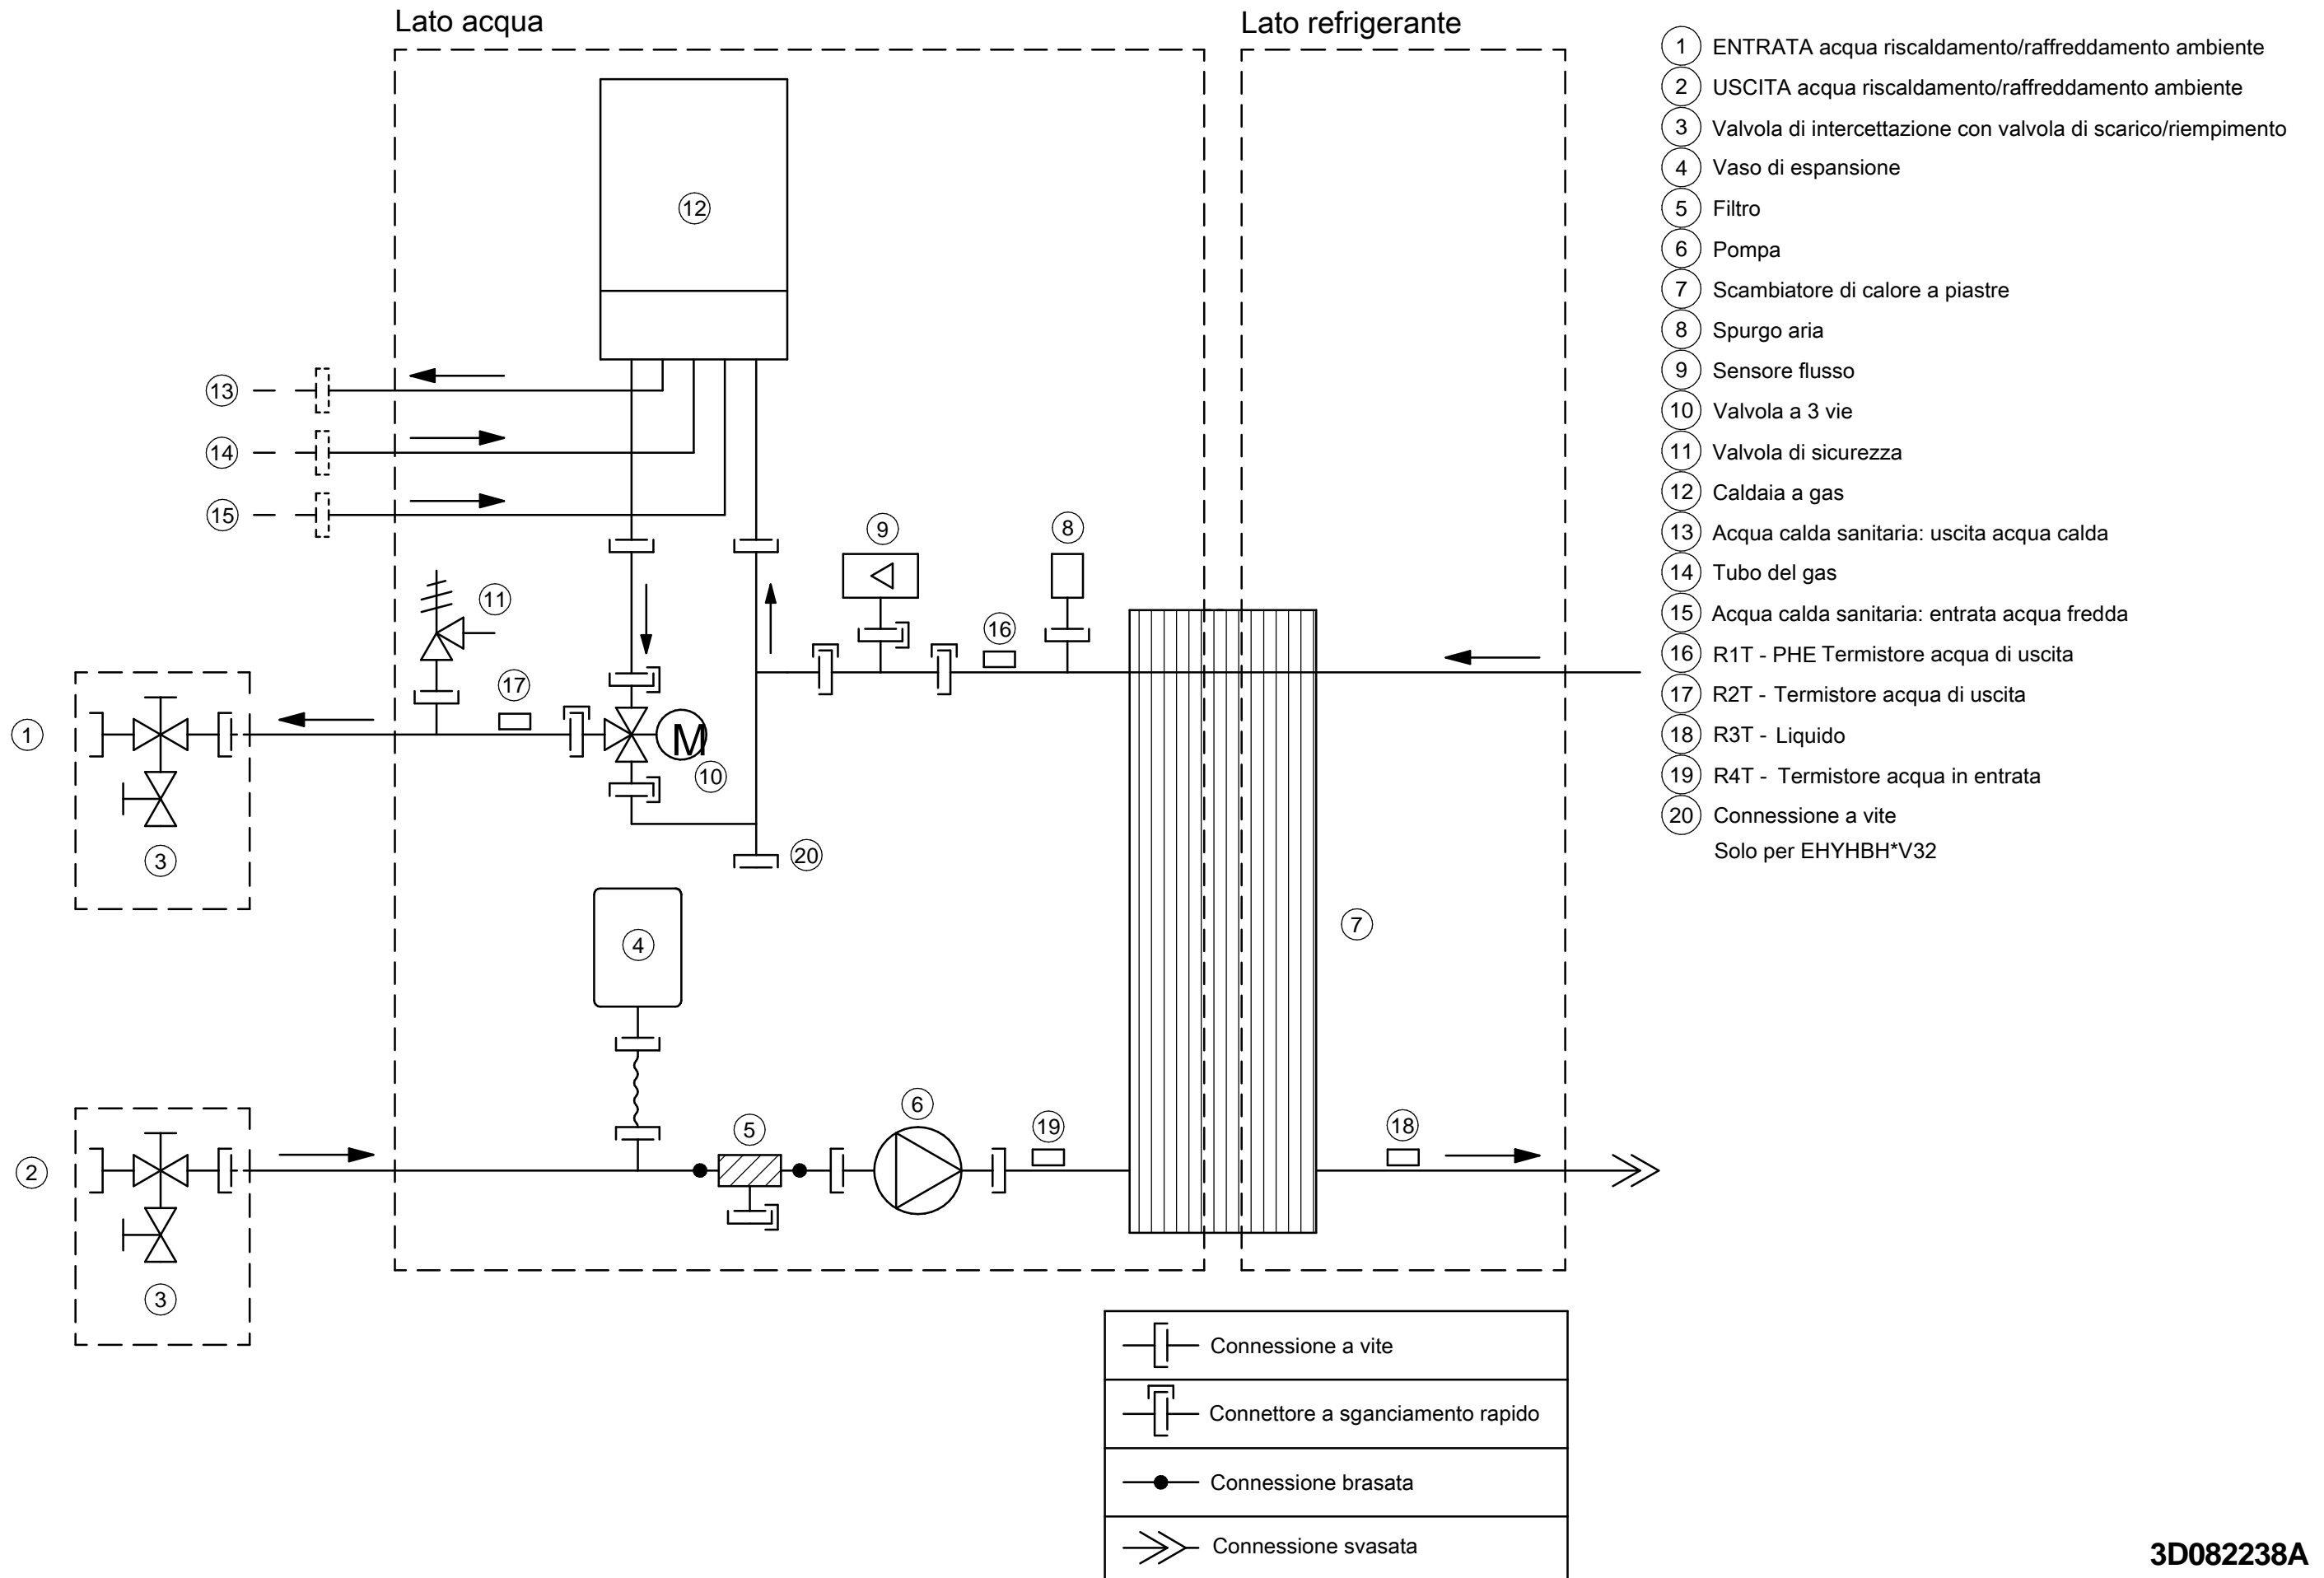 Lato acqua
Lato refrigerante
1 ENTRATA acqua riscaldamento/raffreddamento ambiente
2 USCITA acqua riscaldamento/raffreddamento ambiente
3 Valvola di intercettazione con valvola di scarico/riempimento
4 Vaso di espansione
5 Filtro
6 Pompa
7 Scambiatore di calore a piastre
8 Spurgo aria
9 Sensore flusso
10 Valvola a 3 vie
11 Valvola di sicurezza
12 Caldaia a gas
13 Acqua calda sanitaria: uscita acqua calda
14 Tubo del gas
15 Acqua calda sanitaria: entrata acqua fredda
16 R1T - PHE Termistore acqua di uscita
17 R2T - Termistore acqua di uscita
18 R3T - Liquido
19 R4T - Termistore acqua in entrata
20 Connessione a vite
Solo per EHYHBH*V32
12
13
14
15
9
8
11
16
17
1
M
10
3
20
4
7
6
5
19
18
2
3
Connessione a vite
Connettore a sganciamento rapido
Connessione brasata
Connessione svasata
3D082238A